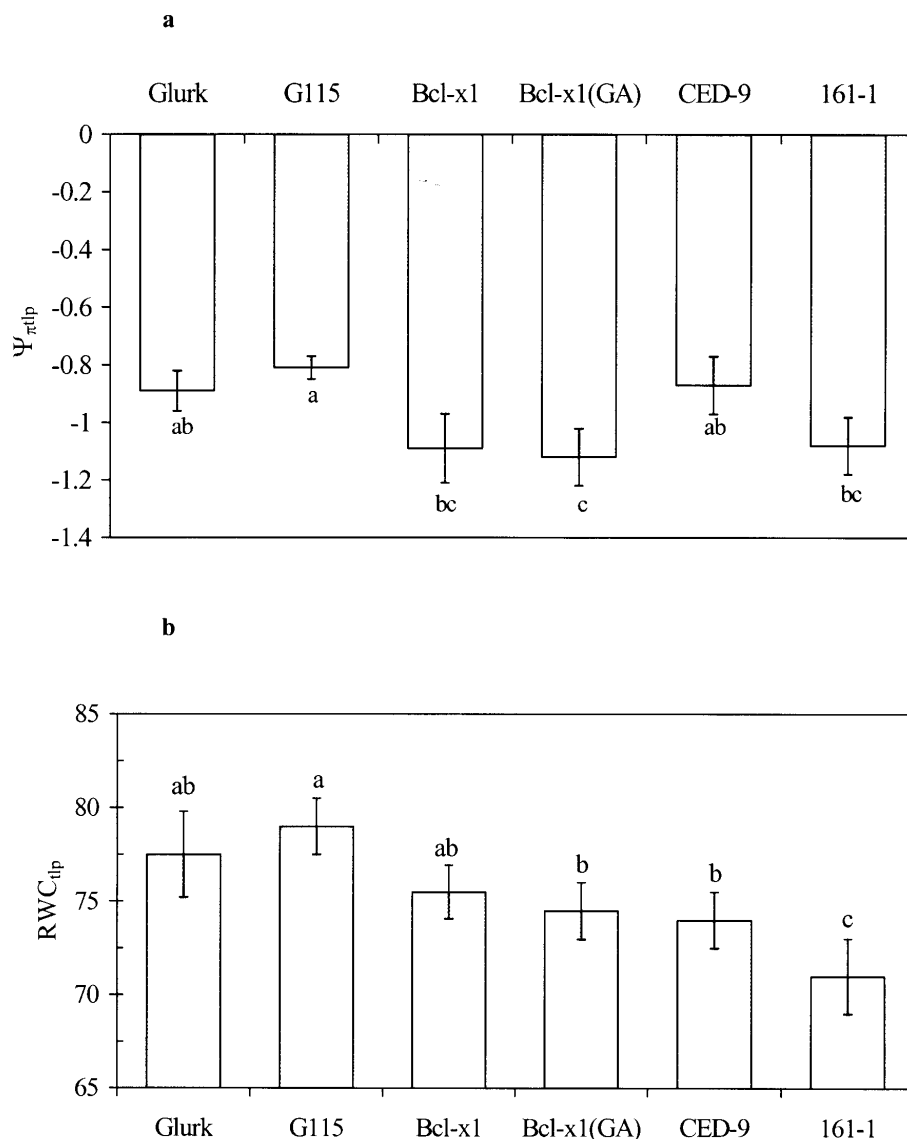 a
Glurk G115 Bcl-x1 Bcl-x1(GA) CED-9 161-1
0
-0.2
-0.4
-0.6
-0.8
-1
-1.2
-1.4
Ψπtlp
ab a bc c ab bc
b
85
80
75
70
65
RWCtlp
ab a ab b b c
Glurk G115 Bcl-x1 Bcl-x1(GA) CED-9 161-1